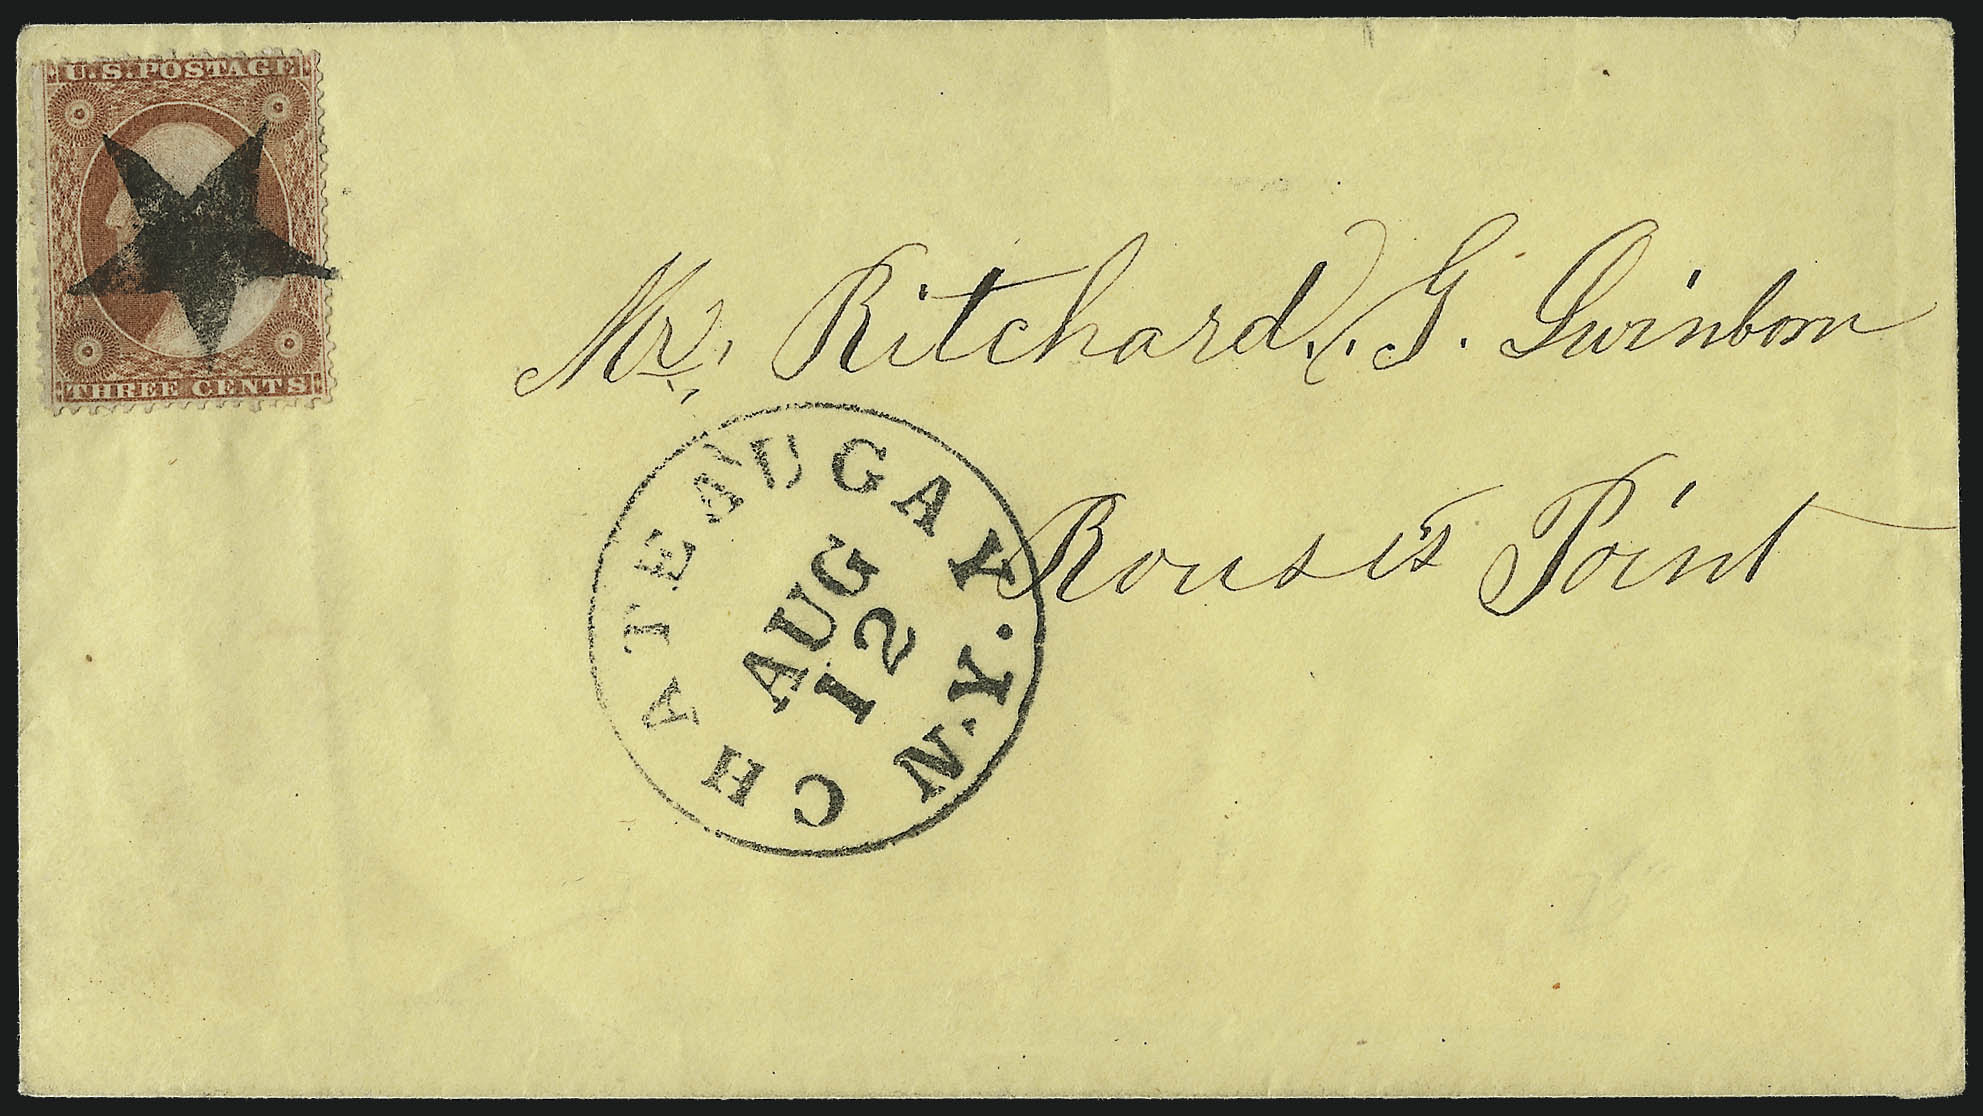 U.S. POSTAGE
THREE CENTS
Mr. Ritchard. G. Swinborn
Rouses Point
CHATEAUGAY N.Y.
AUG
12